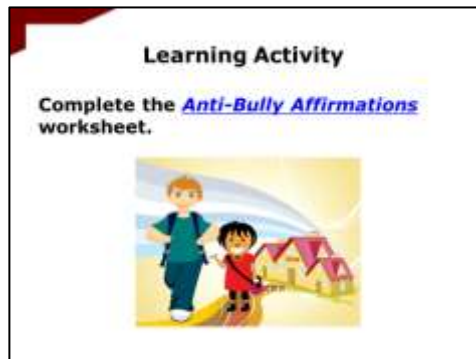 Learning Activity
Complete the Anti-Bully Affirmations
worksheet.